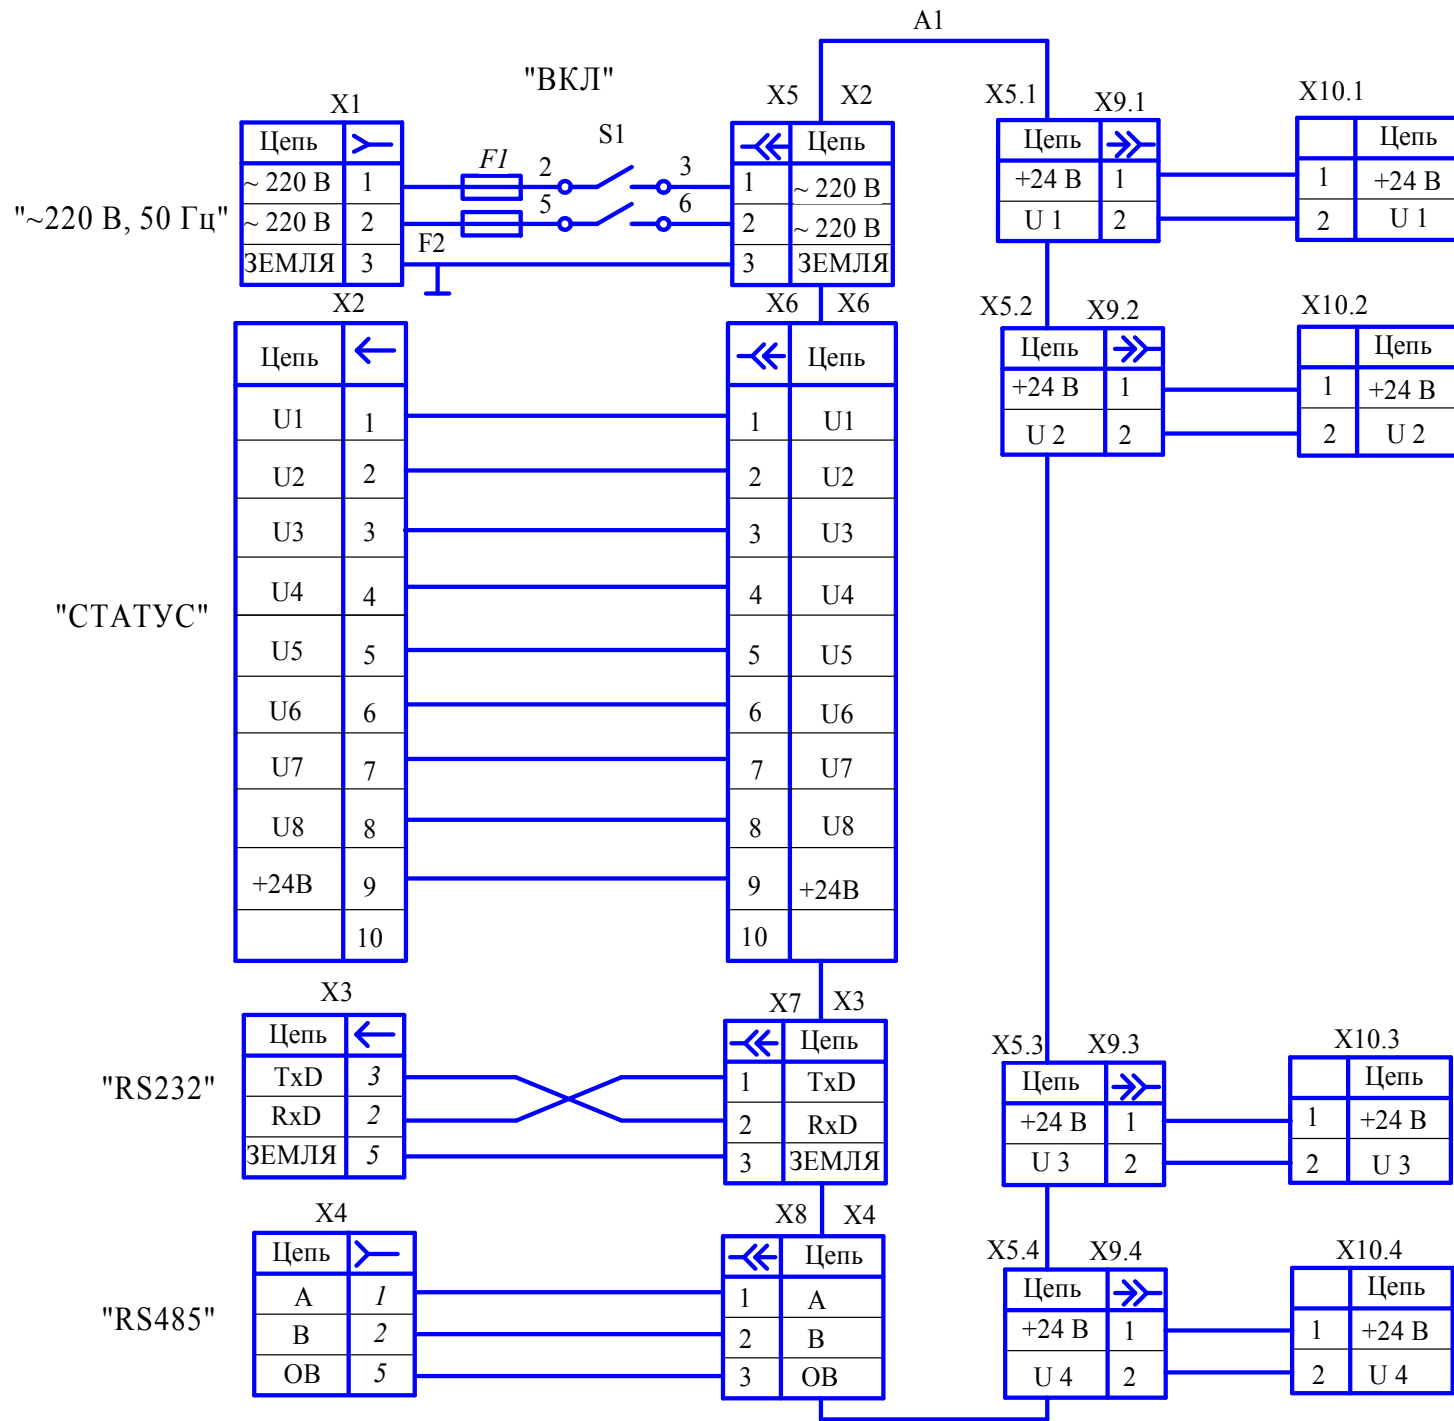 A1
"ВКЛ"
X1
Цепь
~ 220 В 1
~ 220 В 2
ЗЕМЛЯ 3
"~220 В, 50 Гц"
F1
F2
S1
2 3
5 6
X5 X2
Цепь
1 ~ 220 В
2 ~ 220 В
3 ЗЕМЛЯ
X2
Цепь
U1 1
U2 2
U3 3
U4 4
U5 5
U6 6
U7 7
U8 8
+24В 9
10
"СТАТУС"
X6 X6
Цепь
1 U1
2 U2
3 U3
4 U4
5 U5
6 U6
7 U7
8 U8
9 +24В
10
X3
Цепь
TxD 3
RxD 2
ЗЕМЛЯ 5
"RS232"
X7 X3
Цепь
1 TxD
2 RxD
3 ЗЕМЛЯ
X4
Цепь
A 1
B 2
ОВ 5
"RS485"
X8 X4
Цепь
1 A
2 B
3 ОВ
X5.1 X9.1
Цепь
+24 В 1
U 1 2
X10.1
Цепь
1 +24 В
2 U 1
X5.2 X9.2
Цепь
+24 В 1
U 2 2
X10.2
Цепь
1 +24 В
2 U 2
X5.3 X9.3
Цепь
+24 В 1
U 3 2
X10.3
Цепь
1 +24 В
2 U 3
X5.4 X9.4
Цепь
+24 В 1
U 4 2
X10.4
Цепь
1 +24 В
2 U 4